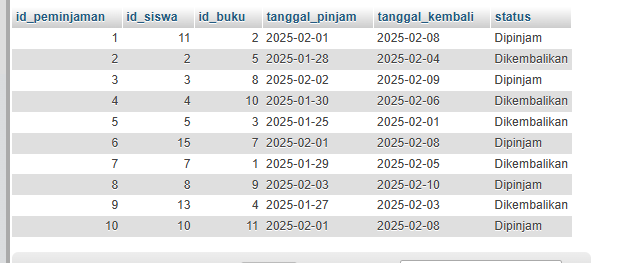 id_peminjaman id_siswa id_buku tanggal_pinjam tanggal_kembali status
1 11 2 2025-02-01 2025-02-08 Dipinjam
2 2 5 2025-01-28 2025-02-04 Dikembalikan
3 3 8 2025-02-02 2025-02-09 Dipinjam
4 4 10 2025-01-30 2025-02-06 Dikembalikan
5 5 3 2025-01-25 2025-02-01 Dikembalikan
6 15 7 2025-02-01 2025-02-08 Dipinjam
7 7 1 2025-01-29 2025-02-05 Dikembalikan
8 8 9 2025-02-03 2025-02-10 Dipinjam
9 13 4 2025-01-27 2025-02-03 Dikembalikan
10 10 11 2025-02-01 2025-02-08 Dipinjam